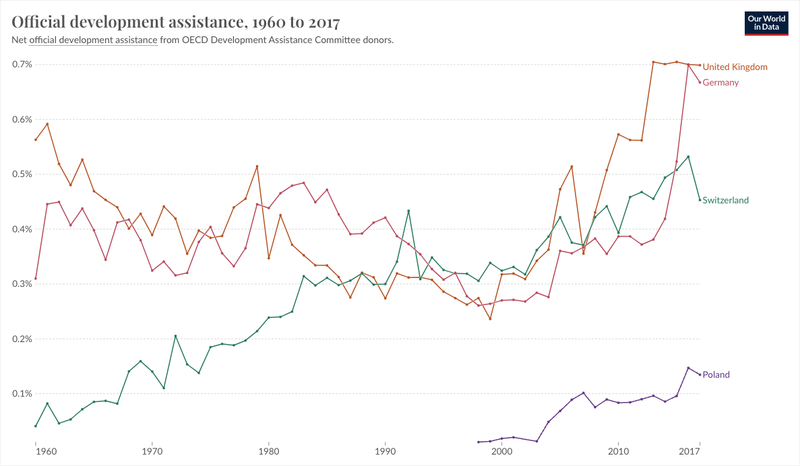 Official development assistance, 1960 to 2017
Our World
in Data
Net official development assistance from OECD Development Assistance Committee donors.
0.7%
United Kingdom
Germany
0.6%
0.5%
Switzerland
0.4%
0.3%
0.2%
Poland
0.1%
1960 1970 1980 1990 2000 2010 2017